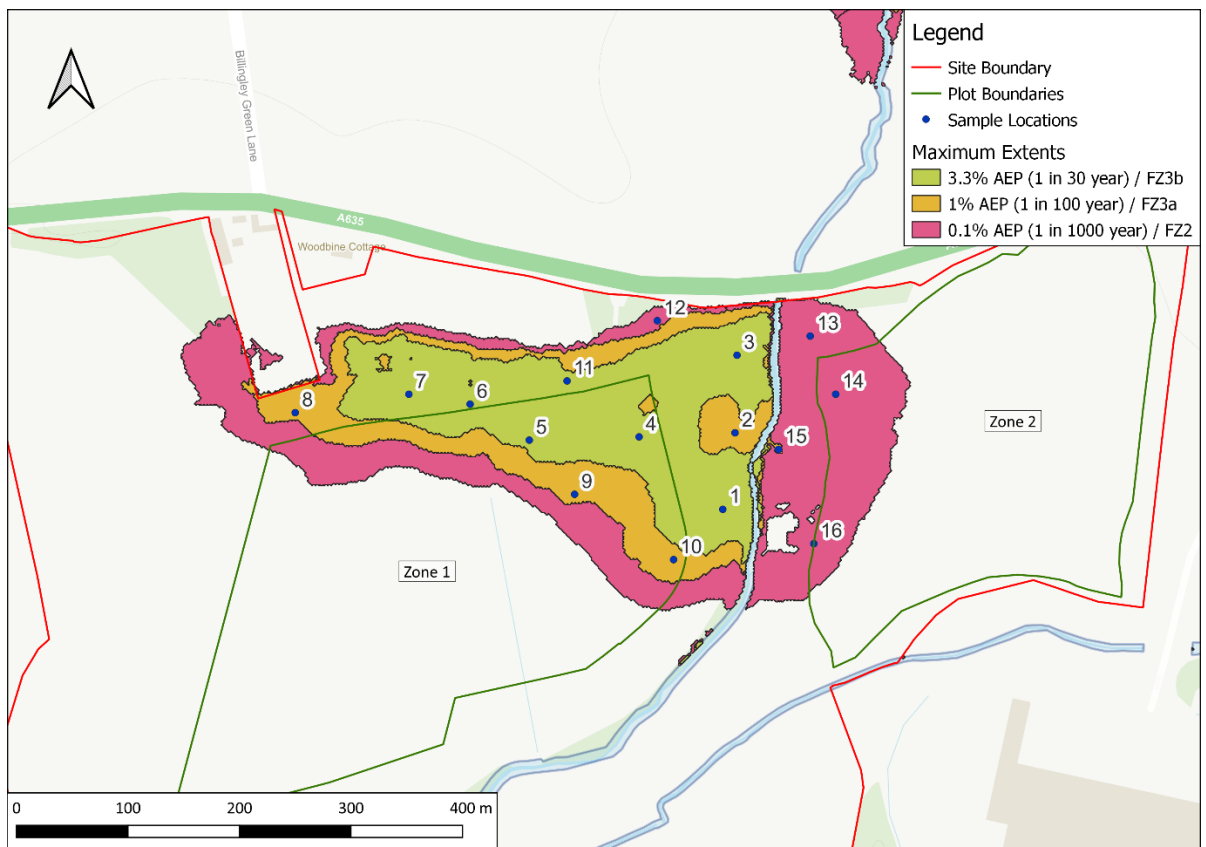 Legend
Site Boundary
Plot Boundaries
Sample Locations
Maximum Extents
3.3% AEP (1 in 30 year) / FZ3b
1% AEP (1 in 100 year) / FZ3a
0.1% AEP (1 in 1000 year) / FZ2
Billingley Green Lane
A635
Woodbine Cottage
12
13
3
11
7
6
14
8
2
4
5
15
Zone 2
9
1
16
10
Zone 1
0 100 200 300 400 m